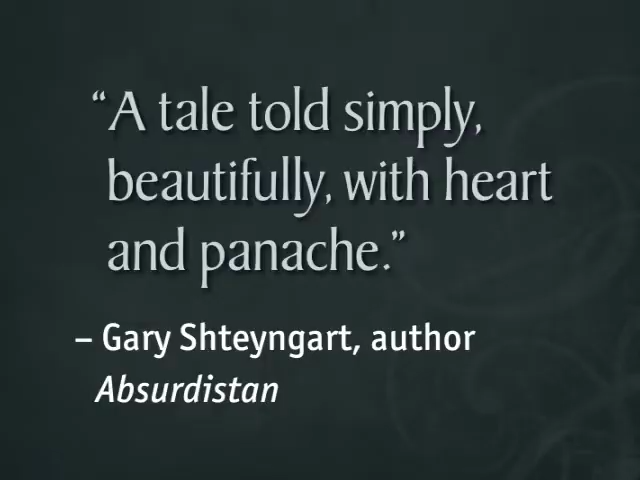 “A tale told simply,
beautifully, with heart
and panache.”
– Gary Shteyngart, author
Absurdistan